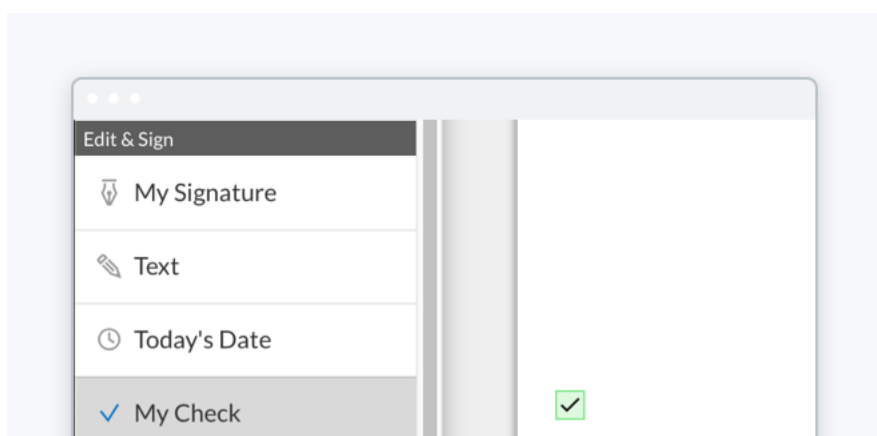 Edit & Sign
My Signature
Text
Today's Date
My Check